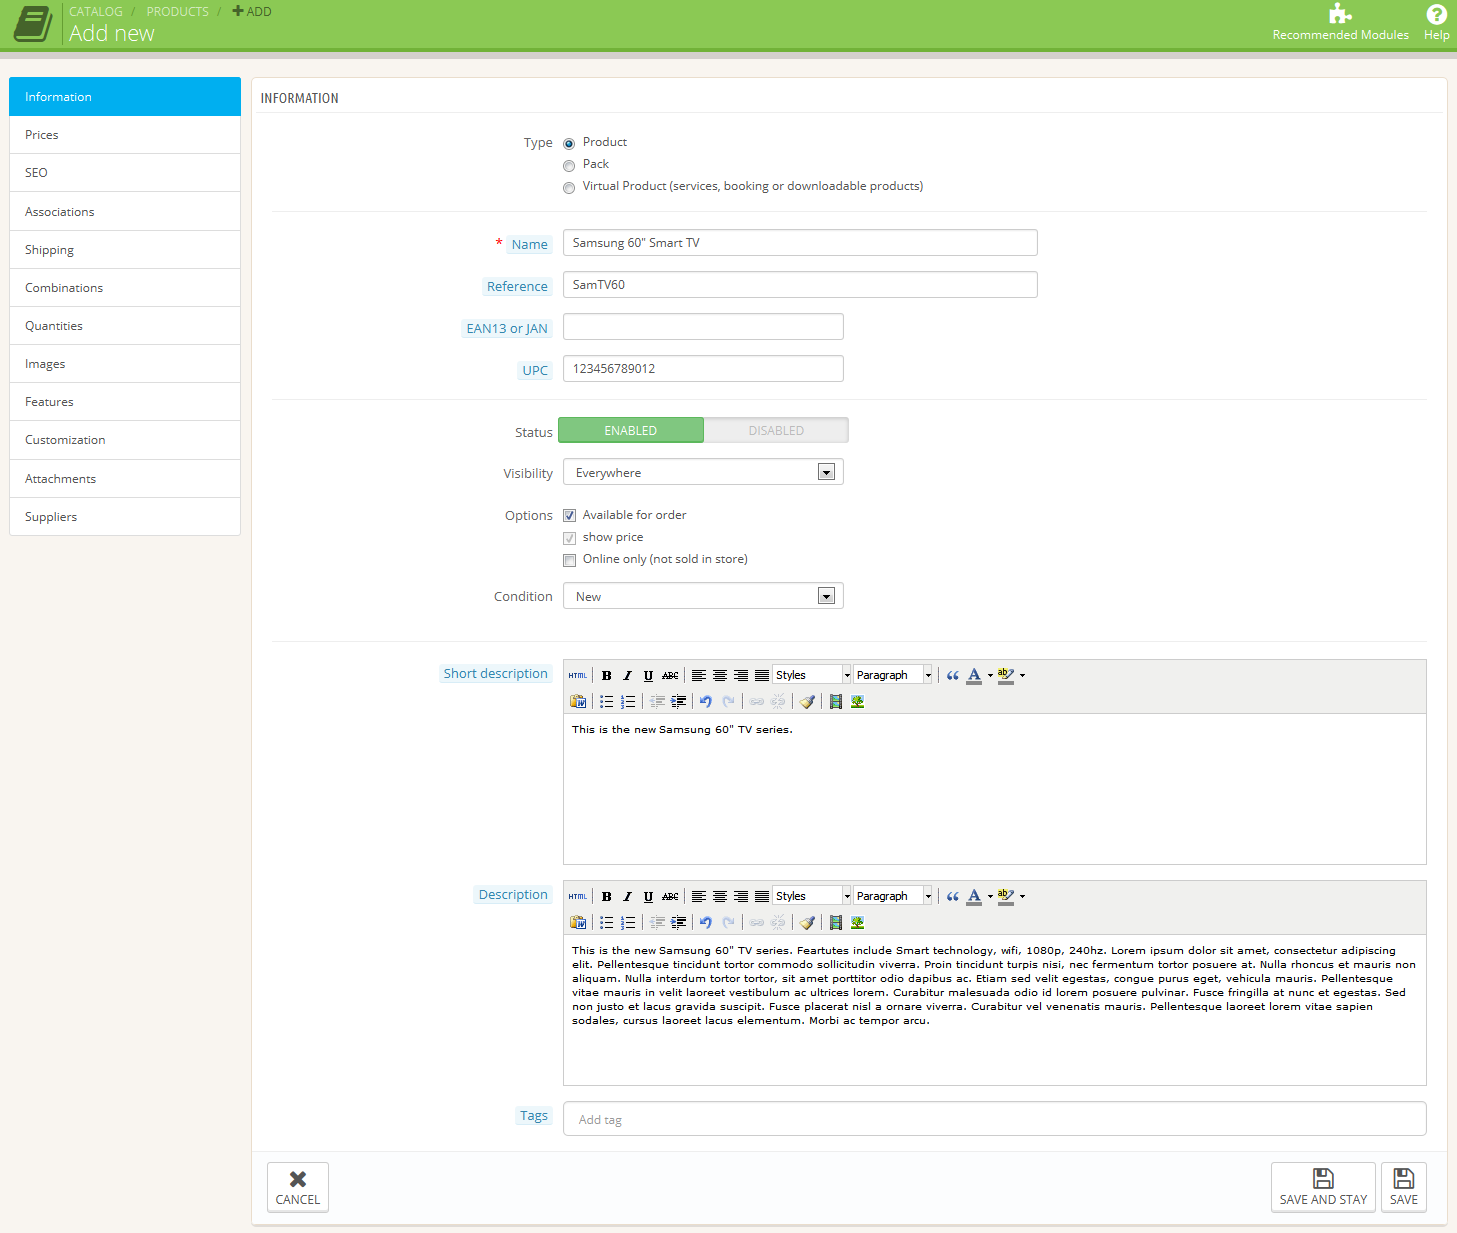 CATALOG / PRODUCTS / ADD
Add new
Recommended Modules
Help
Information
Prices
SEO
Associations
Shipping
Combinations
Quantities
Images
Features
Customization
Attachments
Suppliers
INFORMATION
Type
Product
Pack
Virtual Product (services, booking or downloadable products)
* Name
Samsung 60" Smart TV
Reference
SamTV60
EAN13 or JAN
UPC
123456789012
Status
ENABLED
DISABLED
Visibility
Everywhere
Options
Available for order
show price
Online only (not sold in store)
Condition
New
Short description
HTML B I U ABC Styles Paragraph
This is the new Samsung 60" TV series.
Description
HTML B I U ABC Styles Paragraph
This is the new Samsung 60" TV series. Feartutes include Smart technology, wifi, 1080p, 240hz. Lorem ipsum dolor sit amet, consectetur adipiscing
elit. Pellentesque tincidunt tortor commodo sollicitudin viverra. Proin tincidunt turpis nisi, nec fermentum tortor posuere at. Nulla rhoncus et mauris non
aliquam. Nulla interdum tortor tortor, sit amet porttitor odio dapibus ac. Etiam sed velit egestas, congue purus eget, vehicula mauris. Pellentesque
vitae mauris in velit laoreet vestibulum ac ultrices lorem. Curabitur malesuada odio id lorem posuere pulvinar. Fusce fringilla at nunc et egestas. Sed
non justo et lacus gravida suscipit. Fusce placerat nisl a ornare viverra. Curabitur vel venenatis mauris. Pellentesque laoreet lorem vitae sapien
sodales, cursus laoreet lacus elementum. Morbi ac tempor arcu.
Tags
Add tag
CANCEL
SAVE AND STAY
SAVE